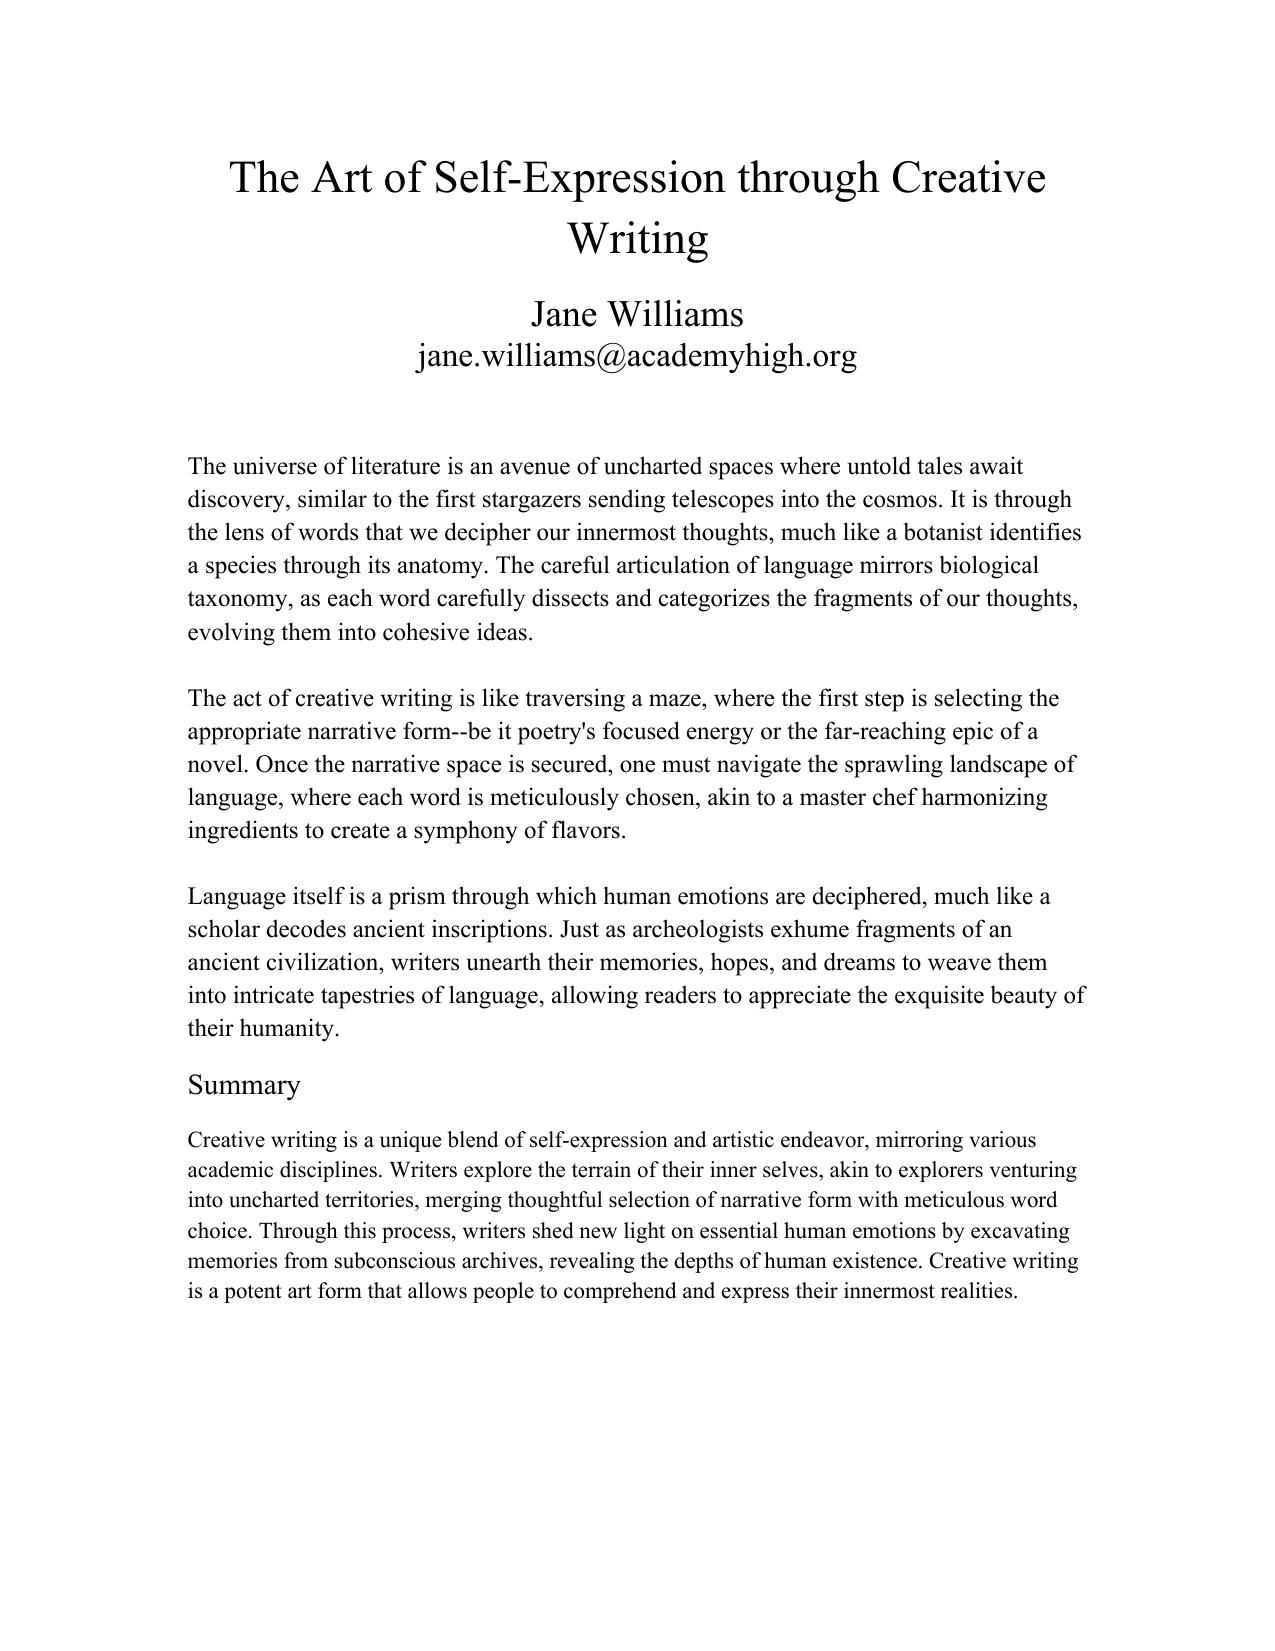 The Art of Self-Expression through Creative
Writing
Jane Williams
jane.williams@academyhigh.org
The universe of literature is an avenue of uncharted spaces where untold tales await
discovery, similar to the first stargazers sending telescopes into the cosmos. It is through
the lens of words that we decipher our innermost thoughts, much like a botanist identifies
a species through its anatomy. The careful articulation of language mirrors biological
taxonomy, as each word carefully dissects and categorizes the fragments of our thoughts,
evolving them into cohesive ideas.
The act of creative writing is like traversing a maze, where the first step is selecting the
appropriate narrative form--be it poetry's focused energy or the far-reaching epic of a
novel. Once the narrative space is secured, one must navigate the sprawling landscape of
language, where each word is meticulously chosen, akin to a master chef harmonizing
ingredients to create a symphony of flavors.
Language itself is a prism through which human emotions are deciphered, much like a
scholar decodes ancient inscriptions. Just as archeologists exhume fragments of an
ancient civilization, writers unearth their memories, hopes, and dreams to weave them
into intricate tapestries of language, allowing readers to appreciate the exquisite beauty of
their humanity.
Summary
Creative writing is a unique blend of self-expression and artistic endeavor, mirroring various
academic disciplines. Writers explore the terrain of their inner selves, akin to explorers venturing
into uncharted territories, merging thoughtful selection of narrative form with meticulous word
choice. Through this process, writers shed new light on essential human emotions by excavating
memories from subconscious archives, revealing the depths of human existence. Creative writing
is a potent art form that allows people to comprehend and express their innermost realities.